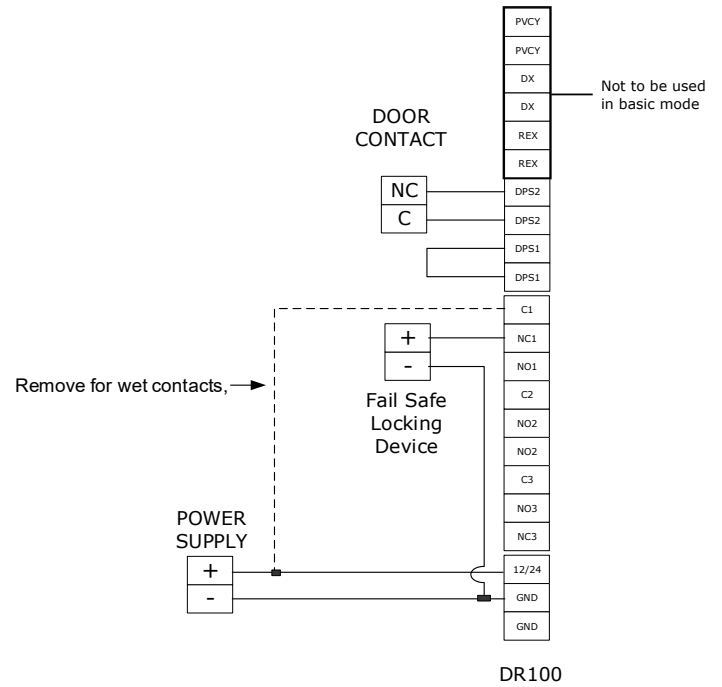 PVCY
PVCY
DX
DX
REX
REX
Not to be used
in basic mode
DOOR
CONTACT
NC
C
DPS2
DPS2
DPS1
DPS1
C1
NC1
NO1
C2
NO2
NO2
C3
NO3
NC3
+
-
Fail Safe
Locking
Device
Remove for wet contacts,
POWER
SUPPLY
+
-
12/24
GND
GND
DR100